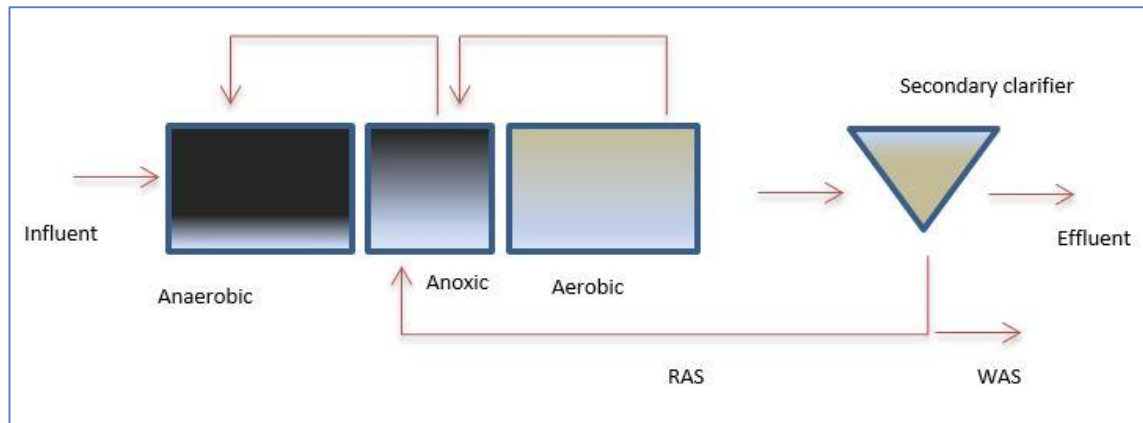 Secondary clarifier
Influent
Effluent
Anaerobic
Anoxic
Aerobic
RAS
WAS